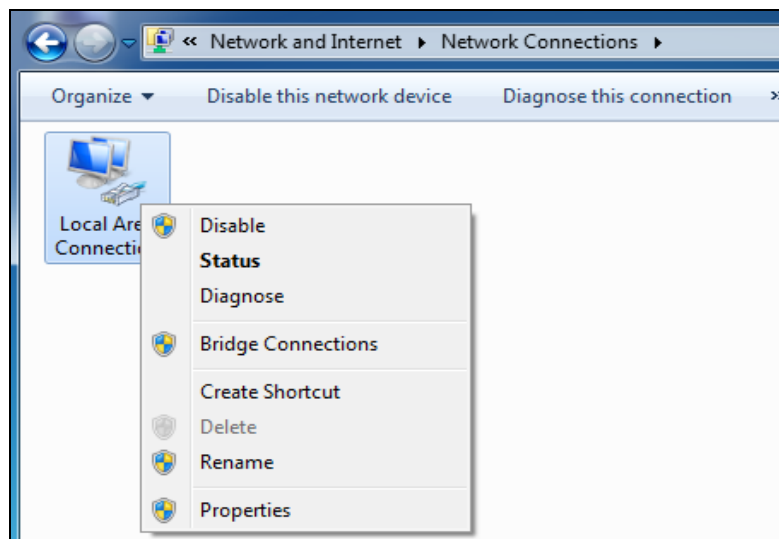 « Network and Internet ▸ Network Connections ▸
Organize ▾ Disable this network device Diagnose this connection »
Local Are
Connecti
Disable
Status
Diagnose
Bridge Connections
Create Shortcut
Delete
Rename
Properties